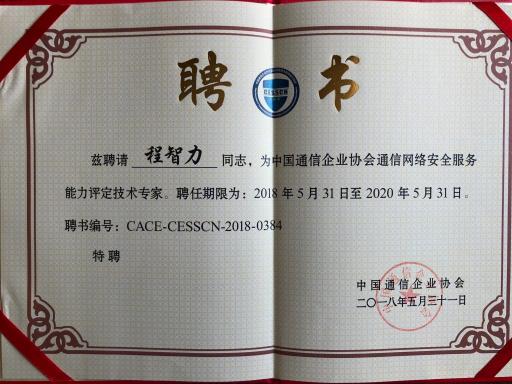 聘书
CESSCN
兹聘请 程智力 同志，为中国通信企业协会通信网络安全服务
能力评定技术专家。聘任期限为：2018 年 5 月 31 日至 2020 年 5 月 31 日。
聘书编号：CACE-CESSCN-2018-0384
特聘
中国通信企业协会
二〇一八年五月三十一日